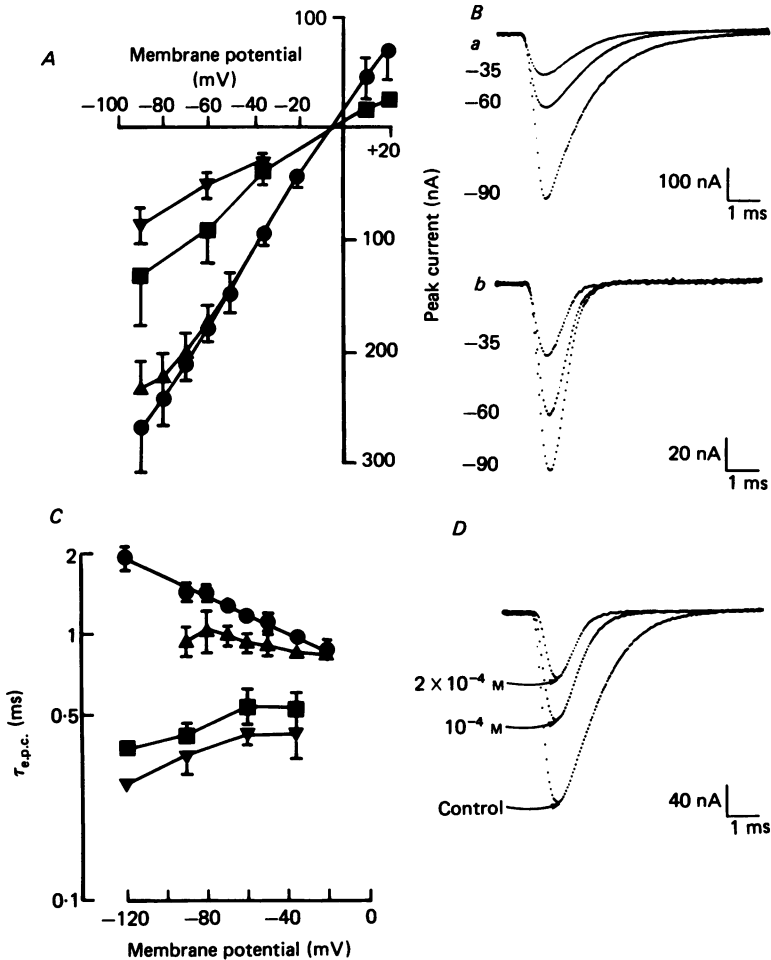 A
100
Membrane potential
(mV)
−100 −80 −60 −40 −20
+20
100
200
300
Peak current (nA)
B
a
−35
−60
−90
100 nA
1 ms
b
−35
−60
−90
20 nA
1 ms
C
2
1
0·5
0·1
τe.p.c. (ms)
−120 −80 −40 0
Membrane potential (mV)
D
2 × 10⁻⁴ M
10⁻⁴ M
Control
40 nA
1 ms